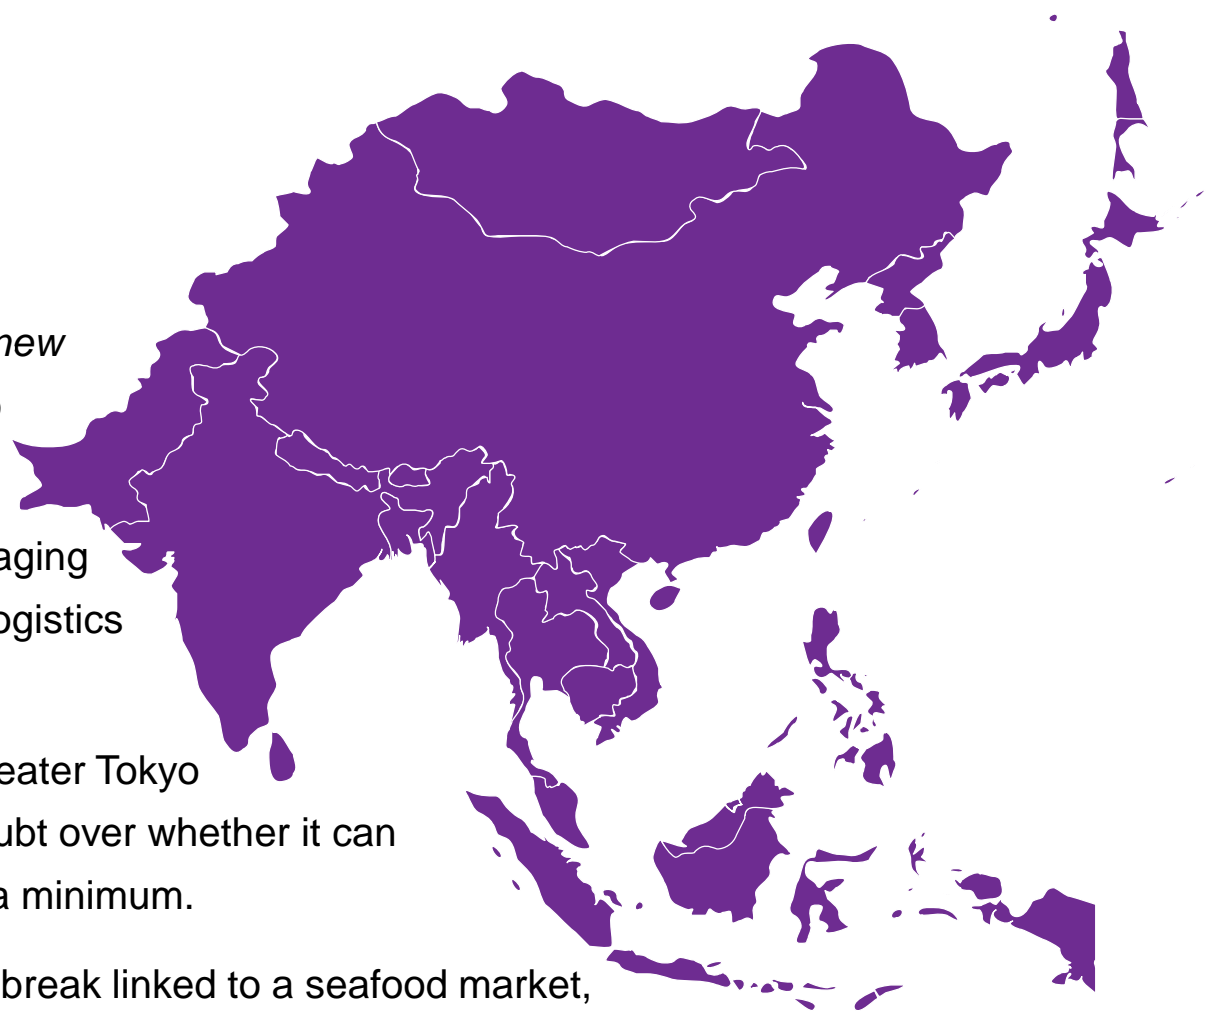 new
aging
ogistics
eater Tokyo
ubt over whether it can
a minimum.
break linked to a seafood market,